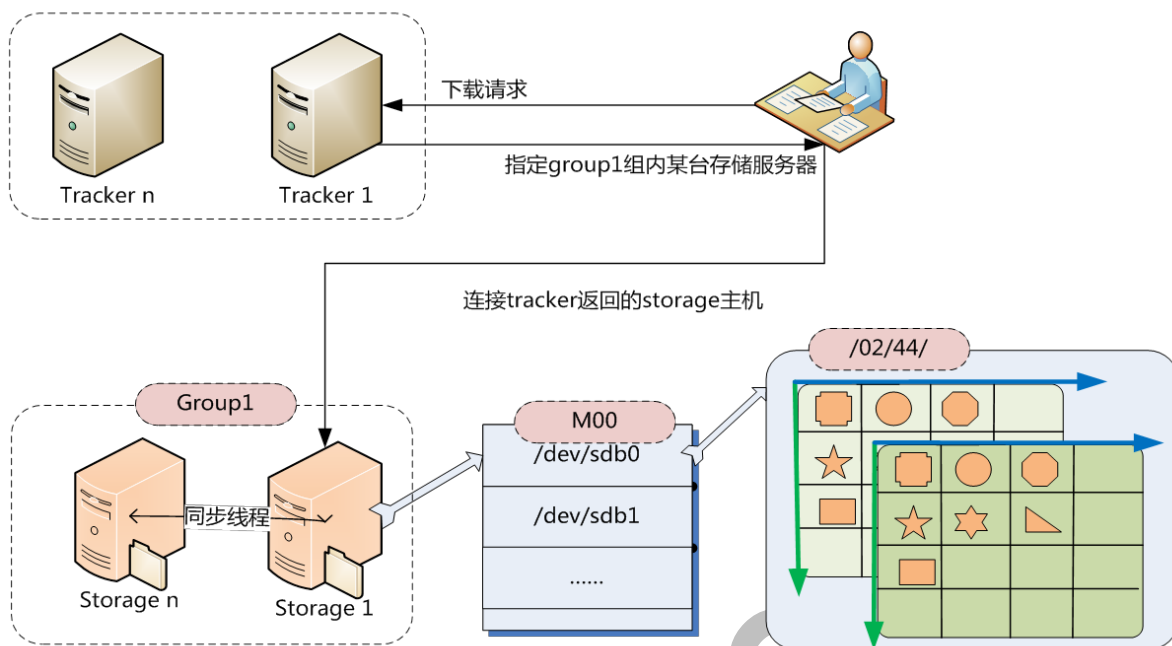 下载请求
指定group1组内某台存储服务器
Tracker n
Tracker 1
连接tracker返回的storage主机
/02/44/
Group1
M00
/dev/sdb0
/dev/sdb1
……
同步线程
Storage n
Storage 1